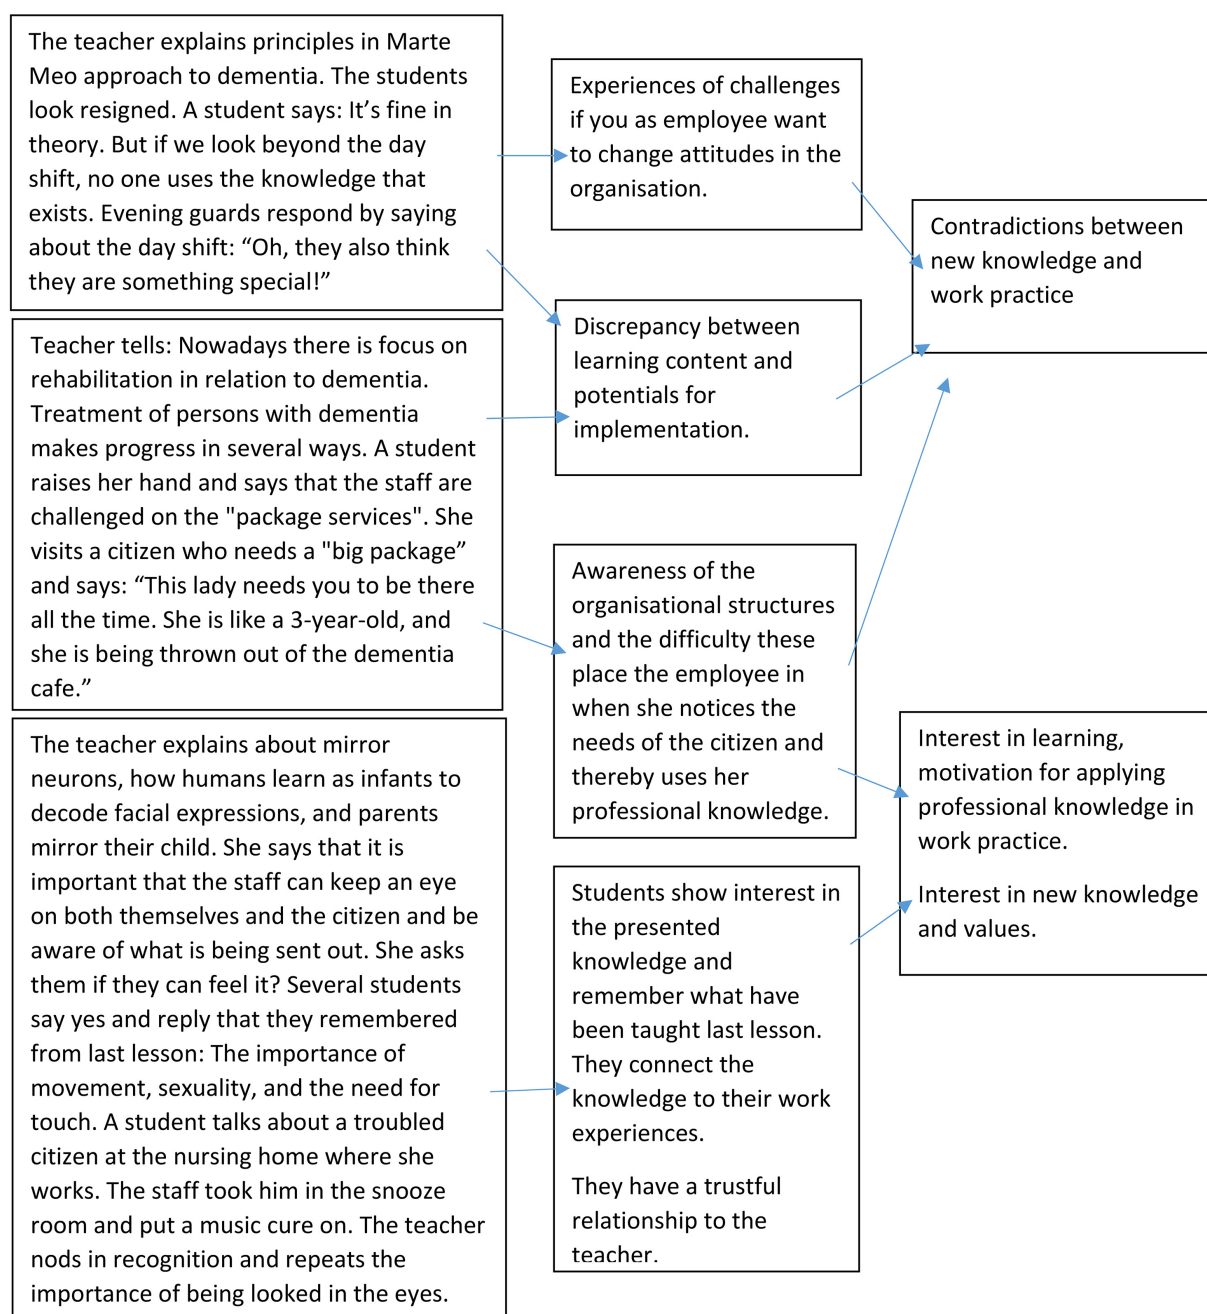 The teacher explains principles in Marte
Meo approach to dementia. The students
look resigned. A student says: It’s fine in
theory. But if we look beyond the day
shift, no one uses the knowledge that
exists. Evening guards respond by saying
about the day shift: “Oh, they also think
they are something special!”
Teacher tells: Nowadays there is focus on
rehabilitation in relation to dementia.
Treatment of persons with dementia
makes progress in several ways. A student
raises her hand and says that the staff are
challenged on the "package services". She
visits a citizen who needs a "big package”
and says: “This lady needs you to be there
all the time. She is like a 3-year-old, and
she is being thrown out of the dementia
cafe.”
The teacher explains about mirror
neurons, how humans learn as infants to
decode facial expressions, and parents
mirror their child. She says that it is
important that the staff can keep an eye
on both themselves and the citizen and be
aware of what is being sent out. She asks
them if they can feel it? Several students
say yes and reply that they remembered
from last lesson: The importance of
movement, sexuality, and the need for
touch. A student talks about a troubled
citizen at the nursing home where she
works. The staff took him in the snooze
room and put a music cure on. The teacher
nods in recognition and repeats the
importance of being looked in the eyes.
Experiences of challenges
if you as employee want
to change attitudes in the
organisation.
Discrepancy between
learning content and
potentials for
implementation.
Awareness of the
organisational structures
and the difficulty these
place the employee in
when she notices the
needs of the citizen and
thereby uses her
professional knowledge.
Students show interest in
the presented
knowledge and
remember what have
been taught last lesson.
They connect the
knowledge to their work
experiences.
They have a trustful
relationship to the
teacher.
Contradictions between
new knowledge and
work practice
Interest in learning,
motivation for applying
professional knowledge in
work practice.
Interest in new knowledge
and values.